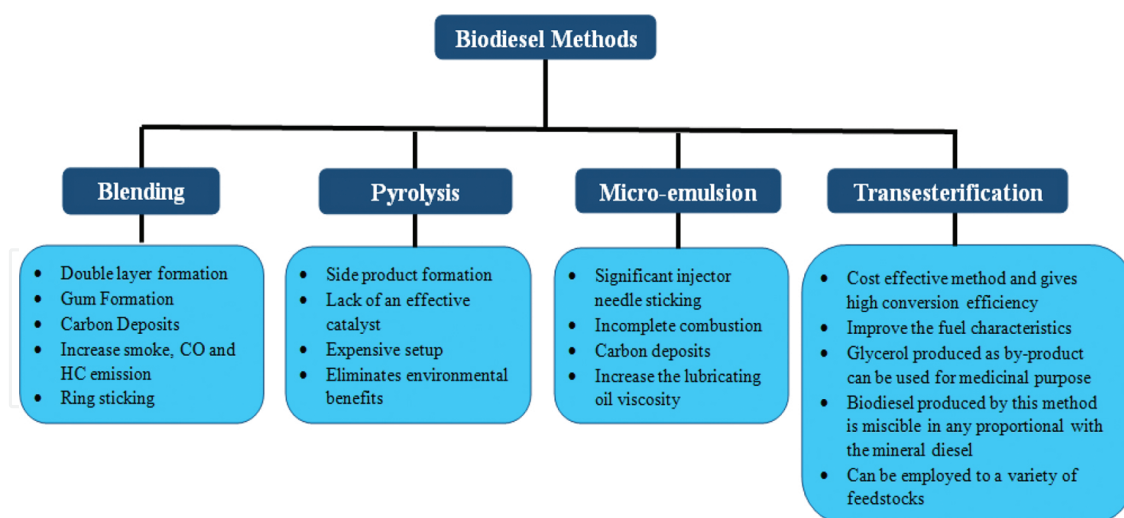 Biodiesel Methods
Blending
• Double layer formation
• Gum Formation
• Carbon Deposits
• Increase smoke, CO and
HC emission
• Ring sticking
Pyrolysis
• Side product formation
• Lack of an effective
catalyst
• Expensive setup
• Eliminates environmental
benefits
Micro-emulsion
• Significant injector
needle sticking
• Incomplete combustion
• Carbon deposits
• Increase the lubricating
oil viscosity
Transesterification
• Cost effective method and gives
high conversion efficiency
• Improve the fuel characteristics
• Glycerol produced as by-product
can be used for medicinal purpose
• Biodiesel produced by this method
is miscible in any proportional with
the mineral diesel
• Can be employed to a variety of
feedstocks